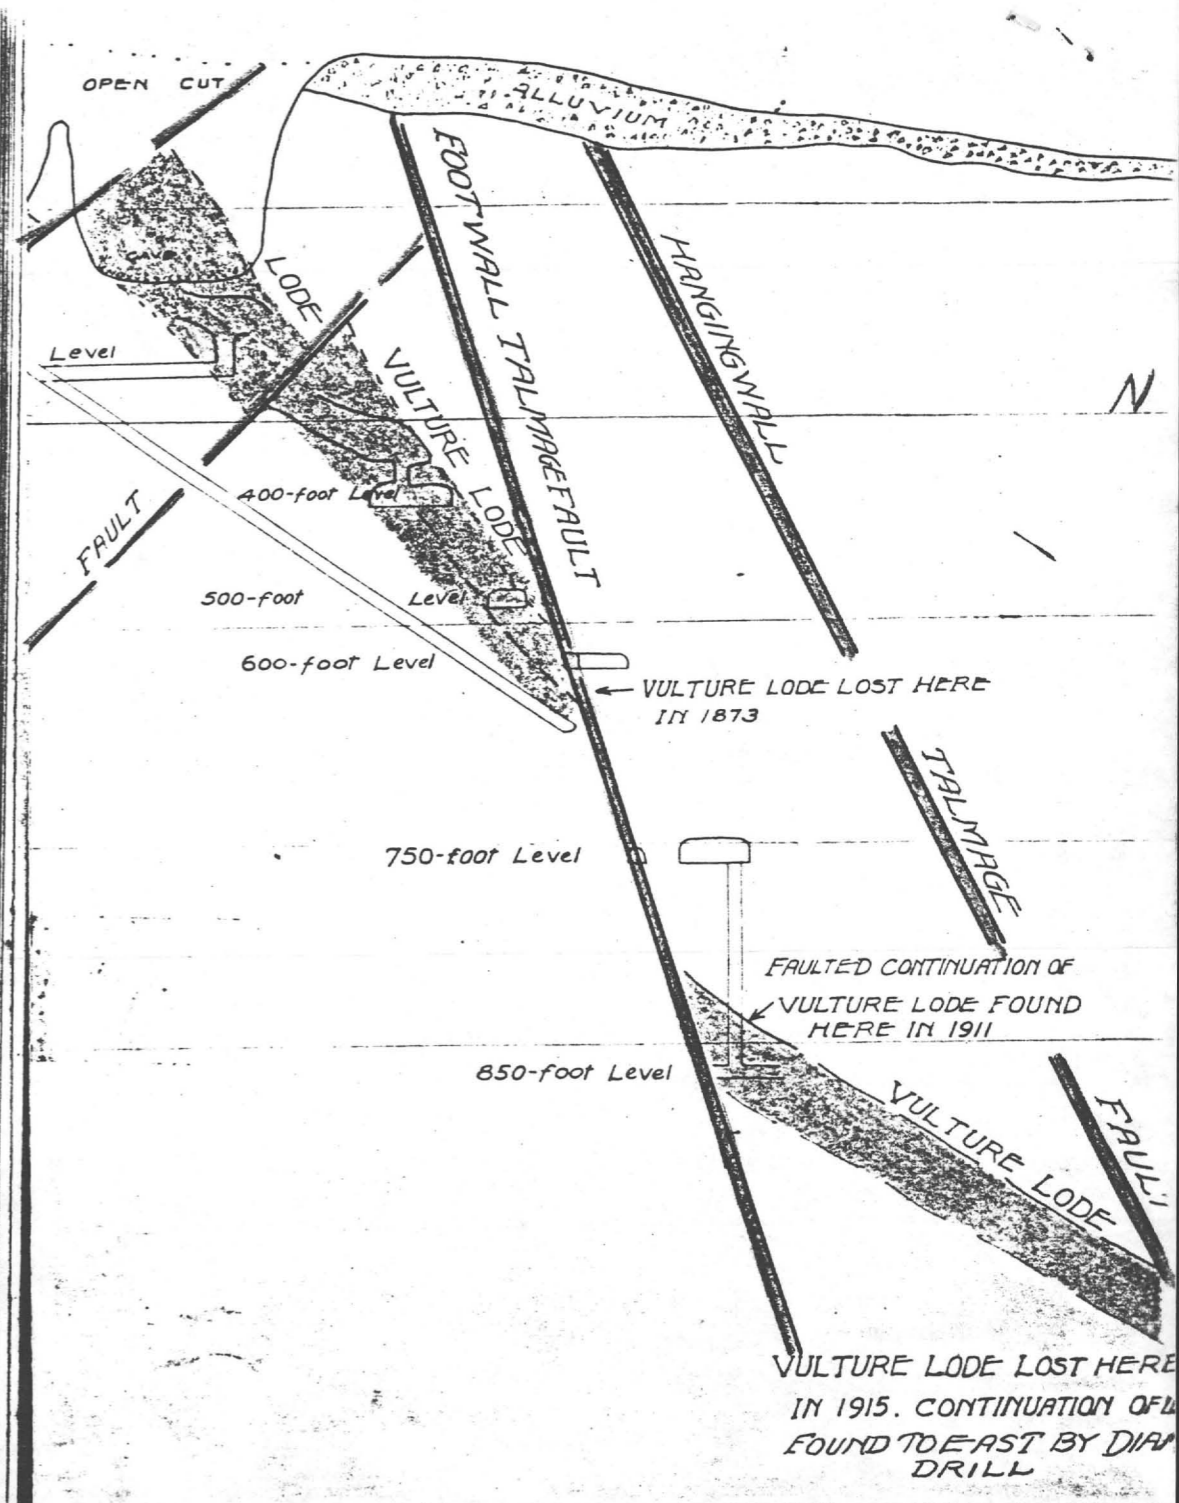 OPEN CUT
ALLUVIUM
FOOTWALL TALMAGE FAULT
HANGINGWALL
LODE
Level
VULTURE LODE
N
400-foot Level
FAULT
500-foot Level
600-foot Level
VULTURE LODE LOST HERE
IN 1873
TALMAGE
750-foot Level
FAULTED CONTINUATION OF
VULTURE LODE FOUND
HERE IN 1911
850-foot Level
VULTURE LODE
FAUL
VULTURE LODE LOST HERE
IN 1915. CONTINUATION OF
FOUND TO EAST BY DIA
DRILL